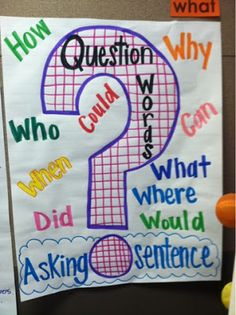 what
How
Question
Words
Why
Could
Who
Can
When
What
Where
Did
Would
Asking sentence